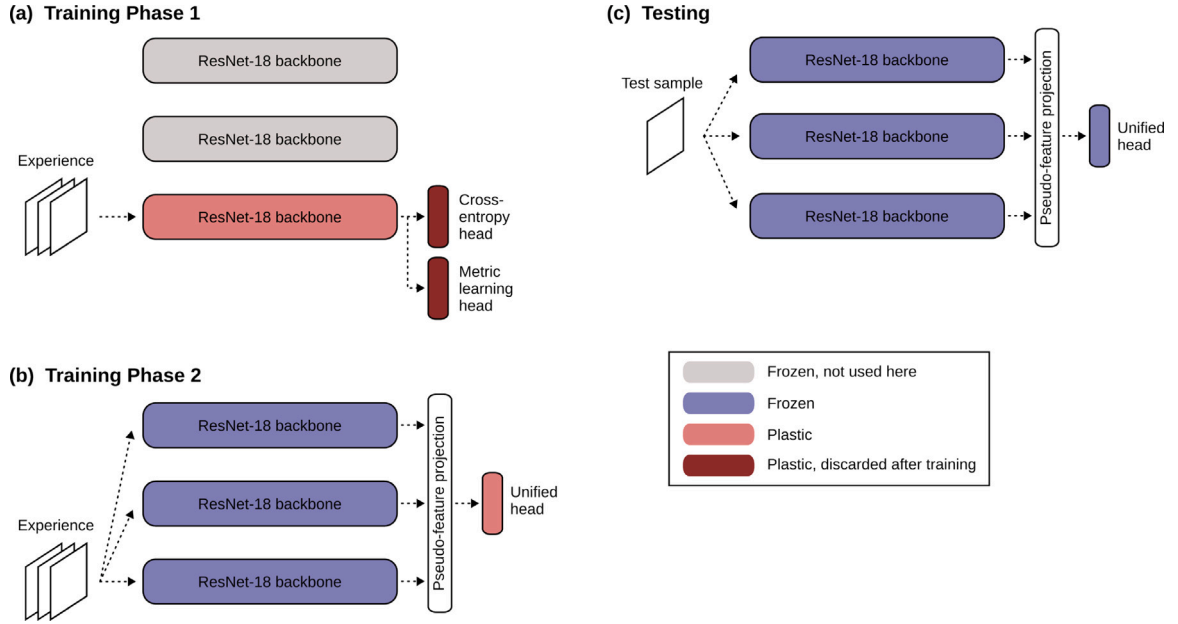 (a) Training Phase 1
ResNet-18 backbone
ResNet-18 backbone
Experience
ResNet-18 backbone
Cross-
entropy
head
Metric
learning
head
(b) Training Phase 2
ResNet-18 backbone
ResNet-18 backbone
Experience
ResNet-18 backbone
Pseudo-feature projection
Unified
head
(c) Testing
Test sample
ResNet-18 backbone
ResNet-18 backbone
ResNet-18 backbone
Pseudo-feature projection
Unified
head
Frozen, not used here
Frozen
Plastic
Plastic, discarded after training